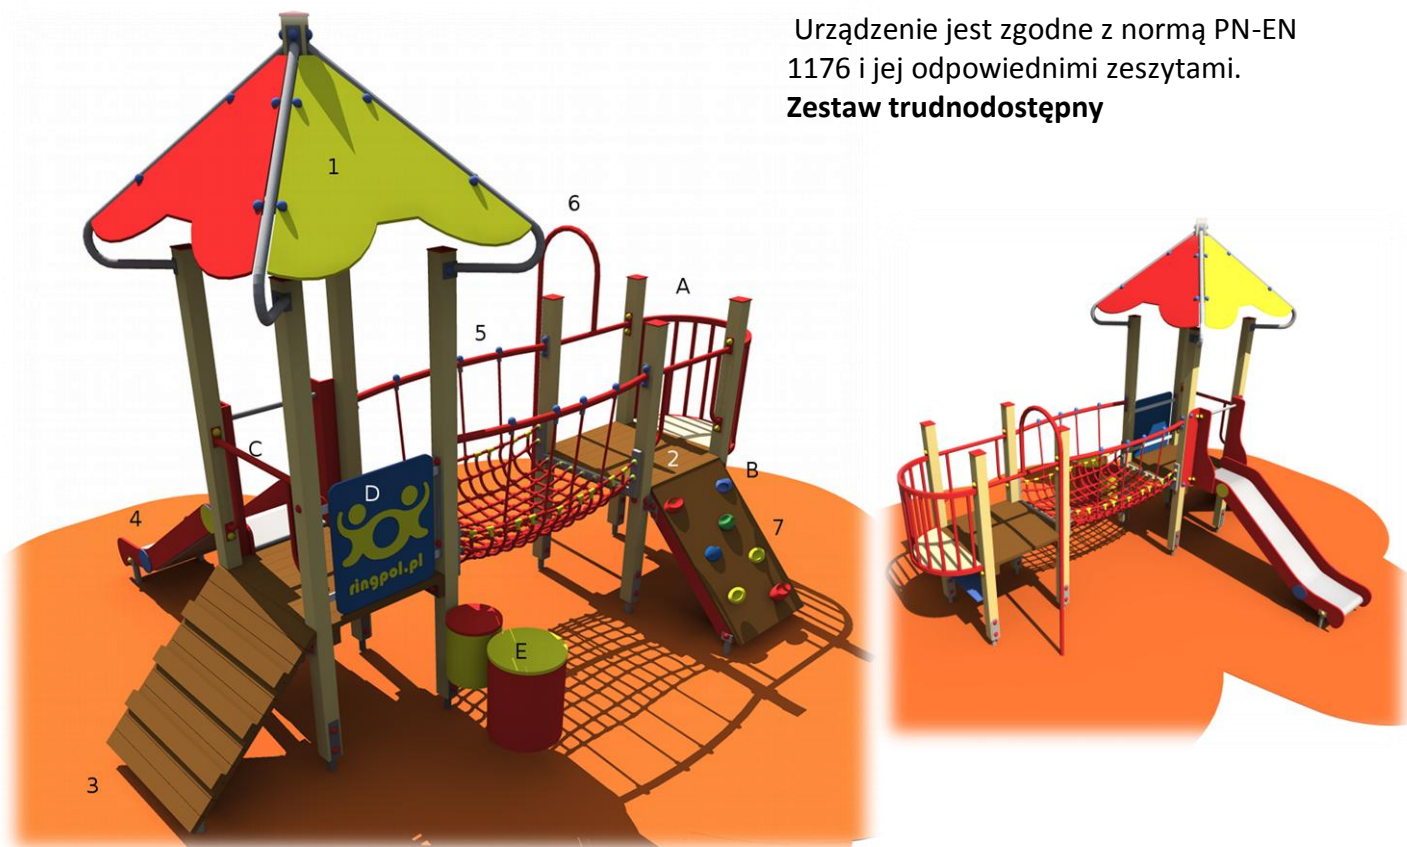 Urządzenie jest zgodne z normą PN-EN
1176 i jej odpowiednimi zeszytami.
Zestaw trudnodostępny
1
6
A
5
C
2
B
D
4
7
ringpol.pl
E
3